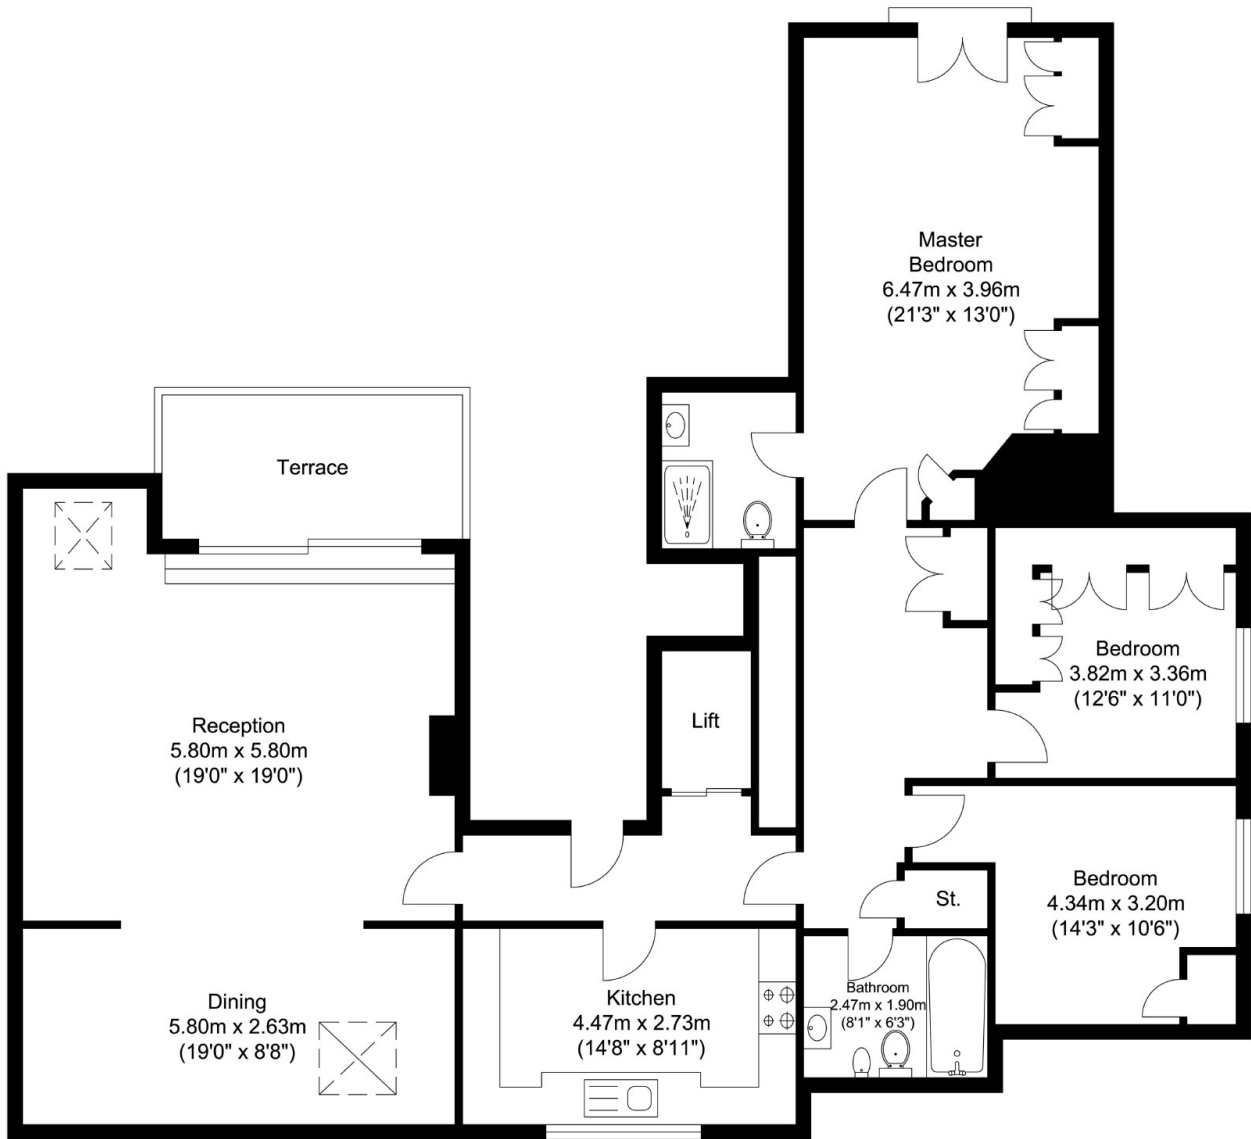 Master
Bedroom
6.47m x 3.96m
(21'3" x 13'0")
Terrace
Reception
5.80m x 5.80m
(19'0" x 19'0")
Lift
Bedroom
3.82m x 3.36m
(12'6" x 11'0")
Bedroom
4.34m x 3.20m
(14'3" x 10'6")
St.
Dining
5.80m x 2.63m
(19'0" x 8'8")
Kitchen
4.47m x 2.73m
(14'8" x 8'11")
Bathroom
2.47m x 1.90m
(8'1" x 6'3")